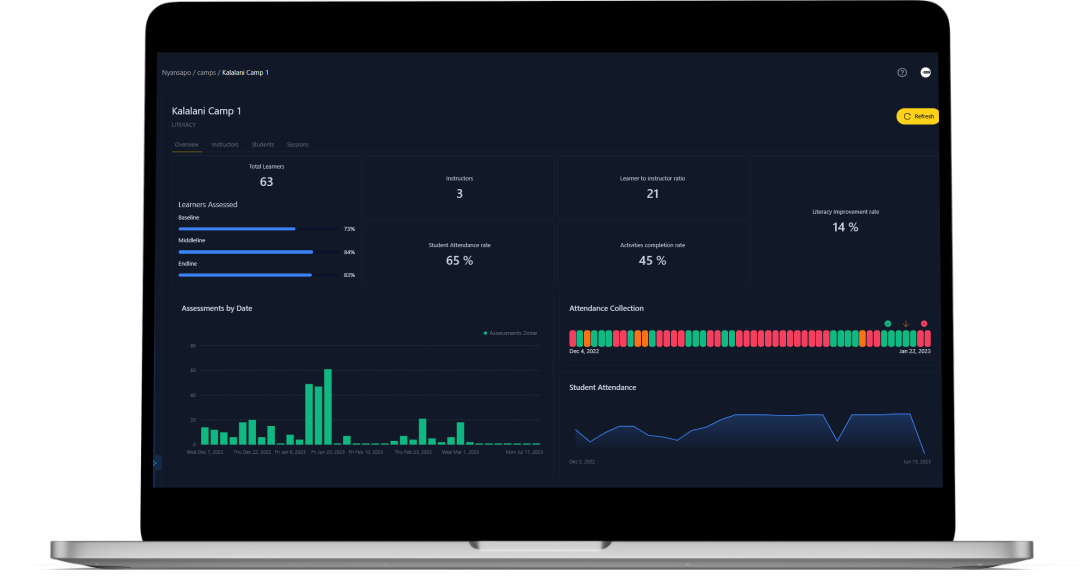 Nyansapo / camps / Kalalani Camp 1
Kalalani Camp 1
LITERACY
Refresh
Overview Instructors Students Sessions
Total Learners
63
Learners Assessed
Baseline
73%
Middleline
84%
Endline
83%
Instructors
3
Learner to instructor ratio
21
Student Attendance rate
65 %
Activities completion rate
45 %
Literacy Improvement rate
14 %
Assessments by Date
Assessments Done
80
60
40
20
0
Wed Dec 7, 2022 Thu Dec 22, 2022 Fri Jan 6, 2023 Fri Jan 20, 2023 Fri Feb 10, 2023 Thu Feb 23, 2023 Wed Mar 1, 2023 Mon Jul 17, 2023
Attendance Collection
Dec 4, 2022 Jan 22, 2023
Student Attendance
Dec 5, 2022